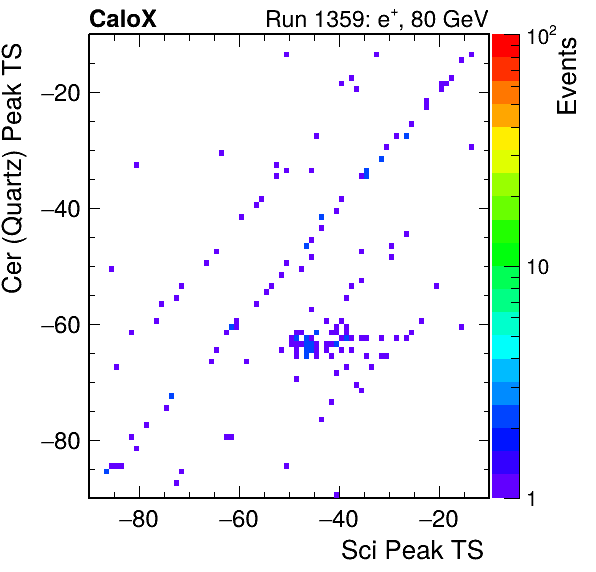 CaloX Run 1359: e⁺, 80 GeV
Cer (Quartz) Peak TS
−20
−40
−60
−80
−80 −60 −40 −20
Sci Peak TS
10²
10
1
Events